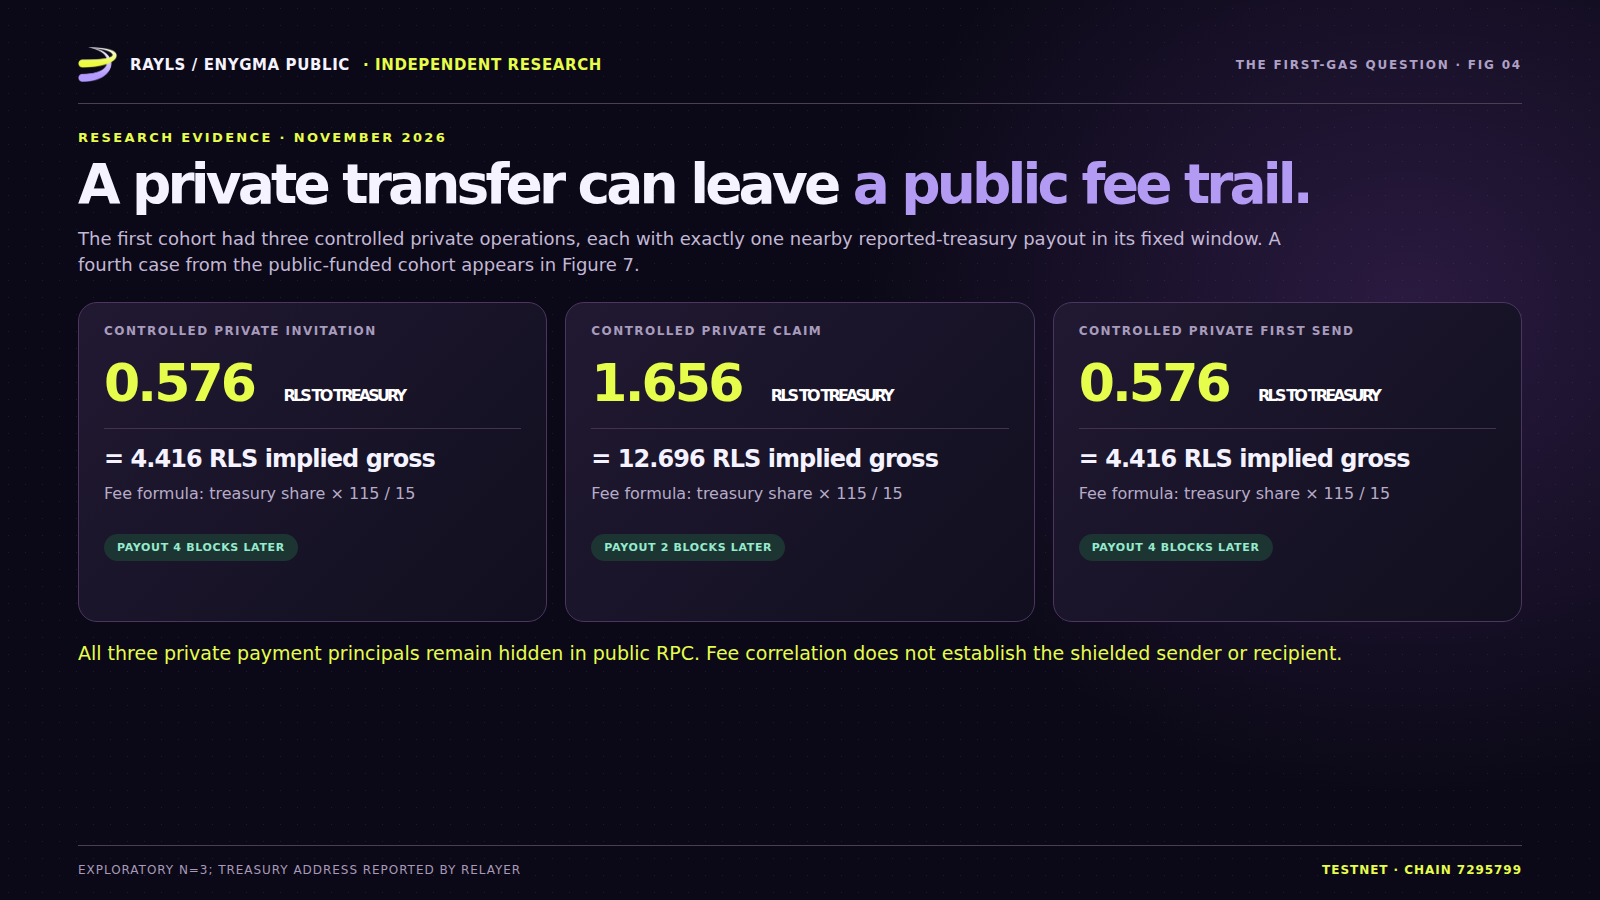 RAYLS / ENYGMA PUBLIC · INDEPENDENT RESEARCH
THE FIRST-GAS QUESTION · FIG 04
RESEARCH EVIDENCE · NOVEMBER 2026
A private transfer can leave a public fee trail.
The first cohort had three controlled private operations, each with exactly one nearby reported-treasury payout in its fixed window. A
fourth case from the public-funded cohort appears in Figure 7.
CONTROLLED PRIVATE INVITATION
0.576 RLS TO TREASURY
= 4.416 RLS implied gross
Fee formula: treasury share × 115 / 15
PAYOUT 4 BLOCKS LATER
CONTROLLED PRIVATE CLAIM
1.656 RLS TO TREASURY
= 12.696 RLS implied gross
Fee formula: treasury share × 115 / 15
PAYOUT 2 BLOCKS LATER
CONTROLLED PRIVATE FIRST SEND
0.576 RLS TO TREASURY
= 4.416 RLS implied gross
Fee formula: treasury share × 115 / 15
PAYOUT 4 BLOCKS LATER
All three private payment principals remain hidden in public RPC. Fee correlation does not establish the shielded sender or recipient.
EXPLORATORY N=3; TREASURY ADDRESS REPORTED BY RELAYER
TESTNET · CHAIN 7295799